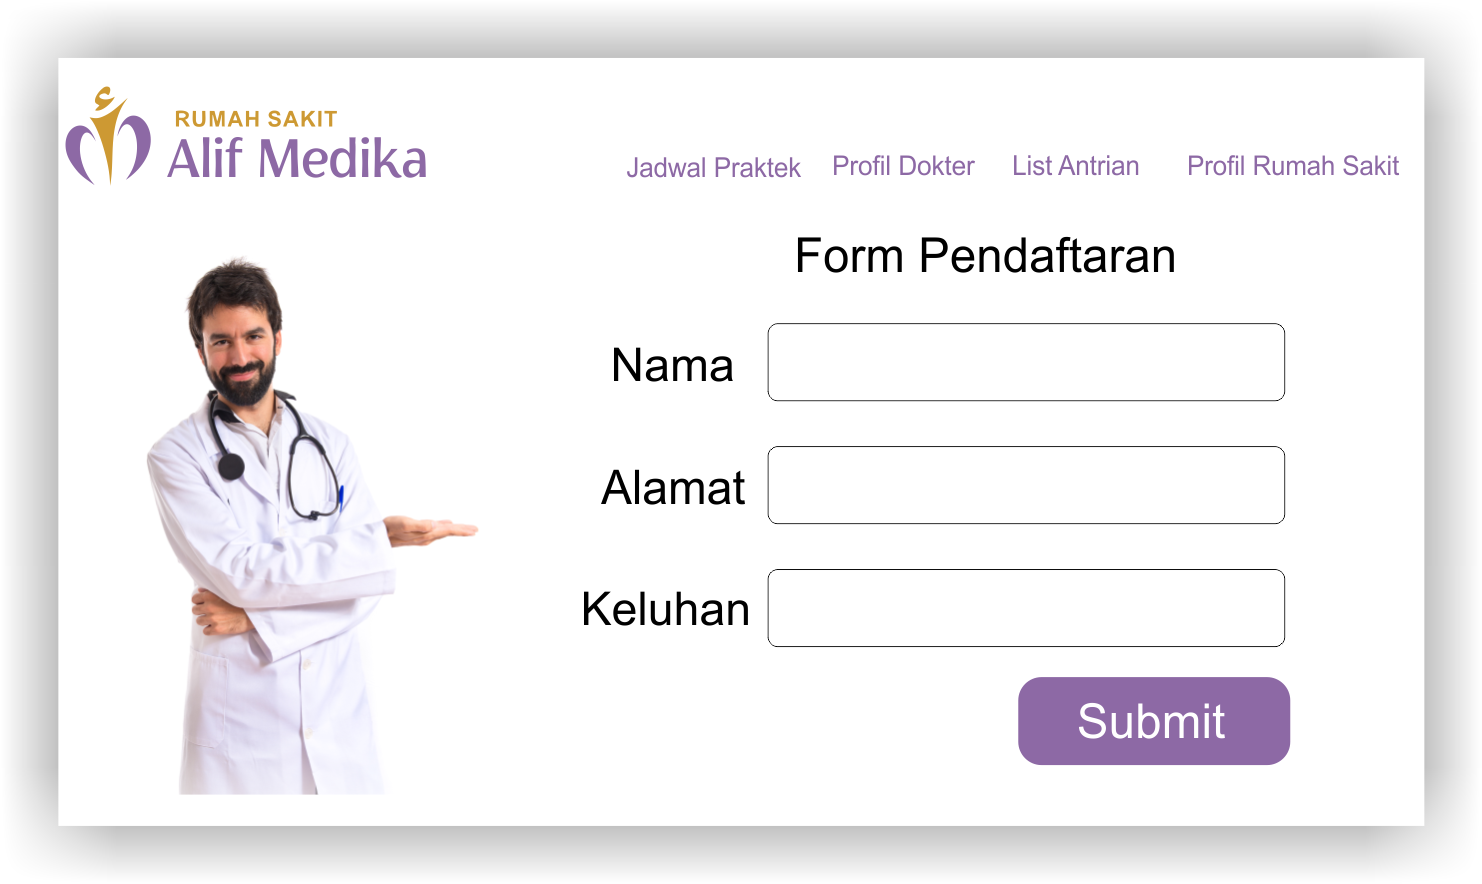 RUMAH SAKIT
Alif Medika
Jadwal Praktek Profil Dokter List Antrian Profil Rumah Sakit
Form Pendaftaran
Nama
Alamat
Keluhan
Submit